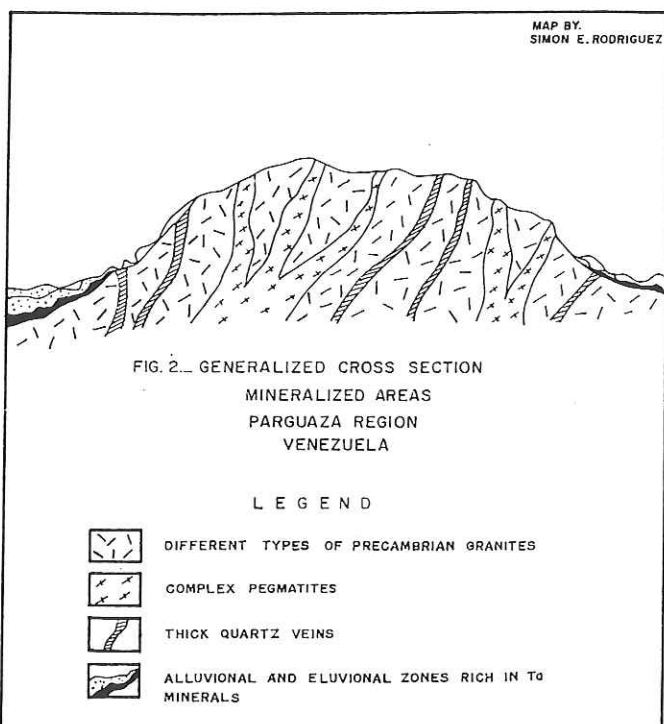 MAP BY.
SIMON E. RODRIGUEZ
FIG. 2._ GENERALIZED CROSS SECTION
MINERALIZED AREAS
PARGUAZA REGION
VENEZUELA
LEGEND
DIFFERENT TYPES OF PRECAMBRIAN GRANITES
COMPLEX PEGMATITES
THICK QUARTZ VEINS
ALLUVIONAL AND ELUVIONAL ZONES RICH IN Ta
MINERALS